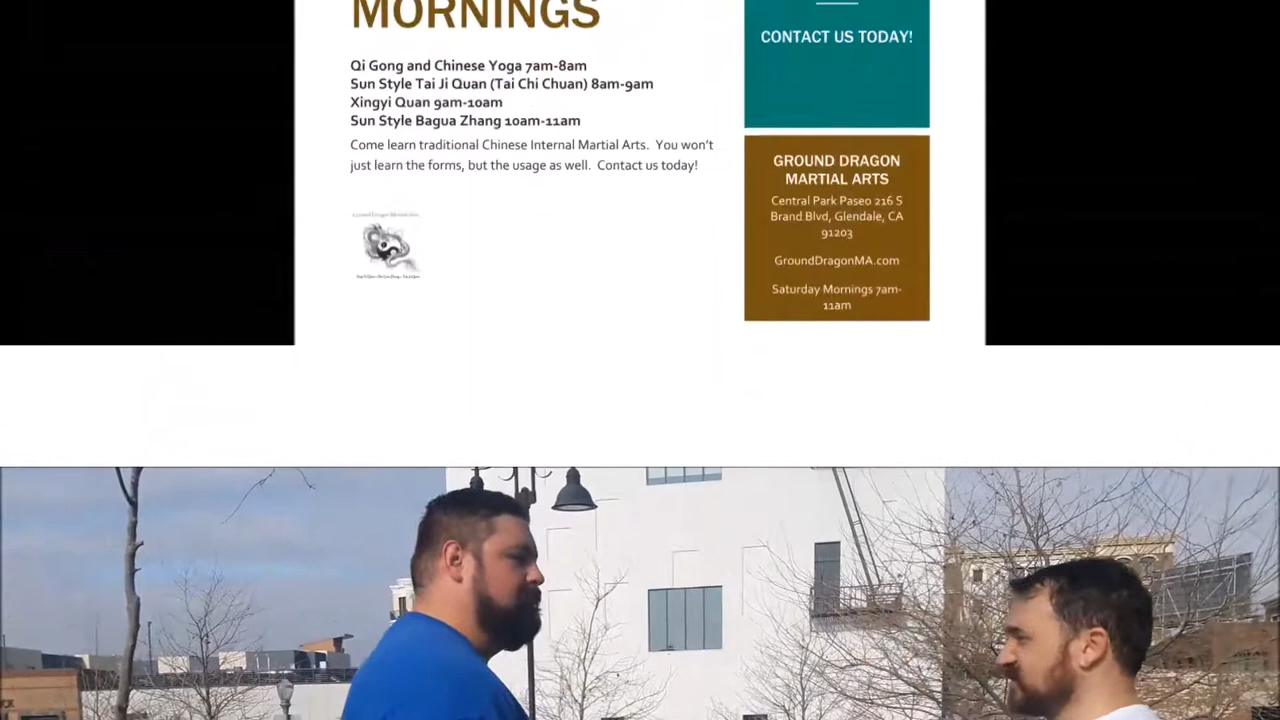 MORNINGS
Qi Gong and Chinese Yoga 7am-8am
Sun Style Tai Ji Quan (Tai Chi Chuan) 8am-9am
Xingyi Quan 9am-10am
Sun Style Bagua Zhang 10am-11am
Come learn traditional Chinese Internal Martial Arts. You won't
just learn the forms, but the usage as well. Contact us today!
CONTACT US TODAY!
GROUND DRAGON
MARTIAL ARTS
Central Park Paseo 216 S
Brand Blvd, Glendale, CA
91203
GroundDragonMA.com
Saturday Mornings 7am-
11am